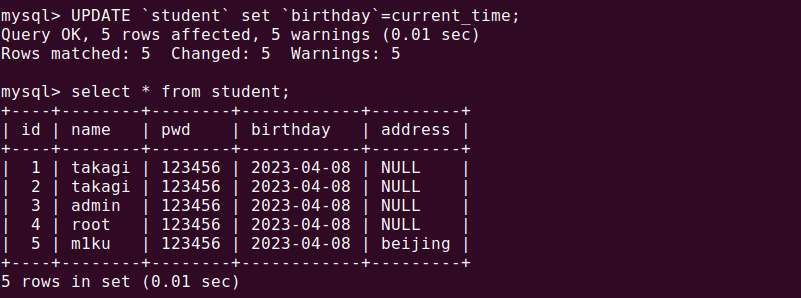 mysql> UPDATE `student` set `birthday`=current_time;
Query OK, 5 rows affected, 5 warnings (0.01 sec)
Rows matched: 5  Changed: 5  Warnings: 5
mysql> select * from student;
+----+--------+--------+------------+---------+
| id | name   | pwd    | birthday   | address |
+----+--------+--------+------------+---------+
|  1 | takagi | 123456 | 2023-04-08 | NULL    |
|  2 | takagi | 123456 | 2023-04-08 | NULL    |
|  3 | admin  | 123456 | 2023-04-08 | NULL    |
|  4 | root   | 123456 | 2023-04-08 | NULL    |
|  5 | m1ku   | 123456 | 2023-04-08 | beijing |
+----+--------+--------+------------+---------+
5 rows in set (0.01 sec)